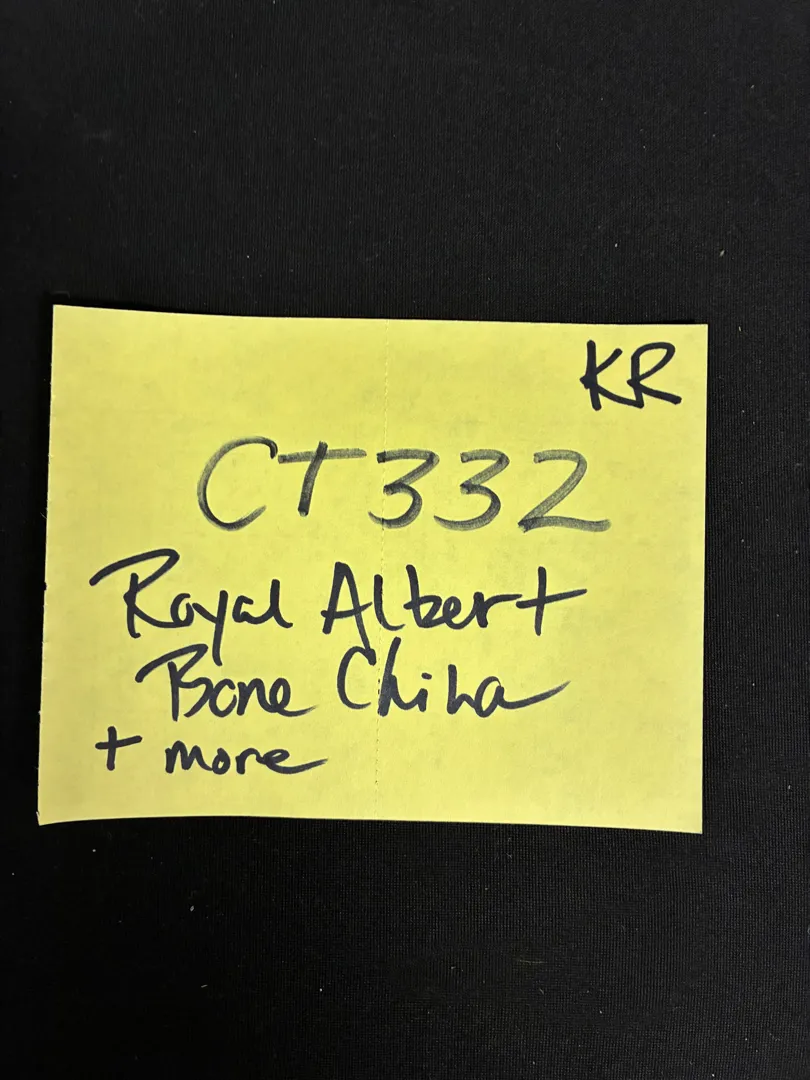 KR
CT332
Royal Albert
Bone China
+ more